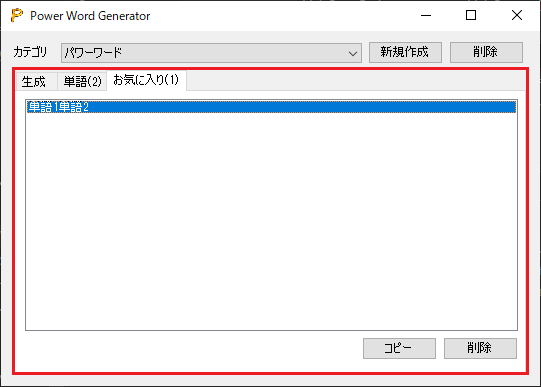 Power Word Generator
カテゴリ パワーワード 新規作成 削除
生成 単語(2) お気に入り(1)
単語1単語2
コピー 削除